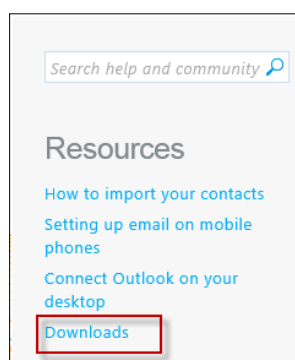 Search help and community
Resources
How to import your contacts
Setting up email on mobile
phones
Connect Outlook on your
desktop
Downloads